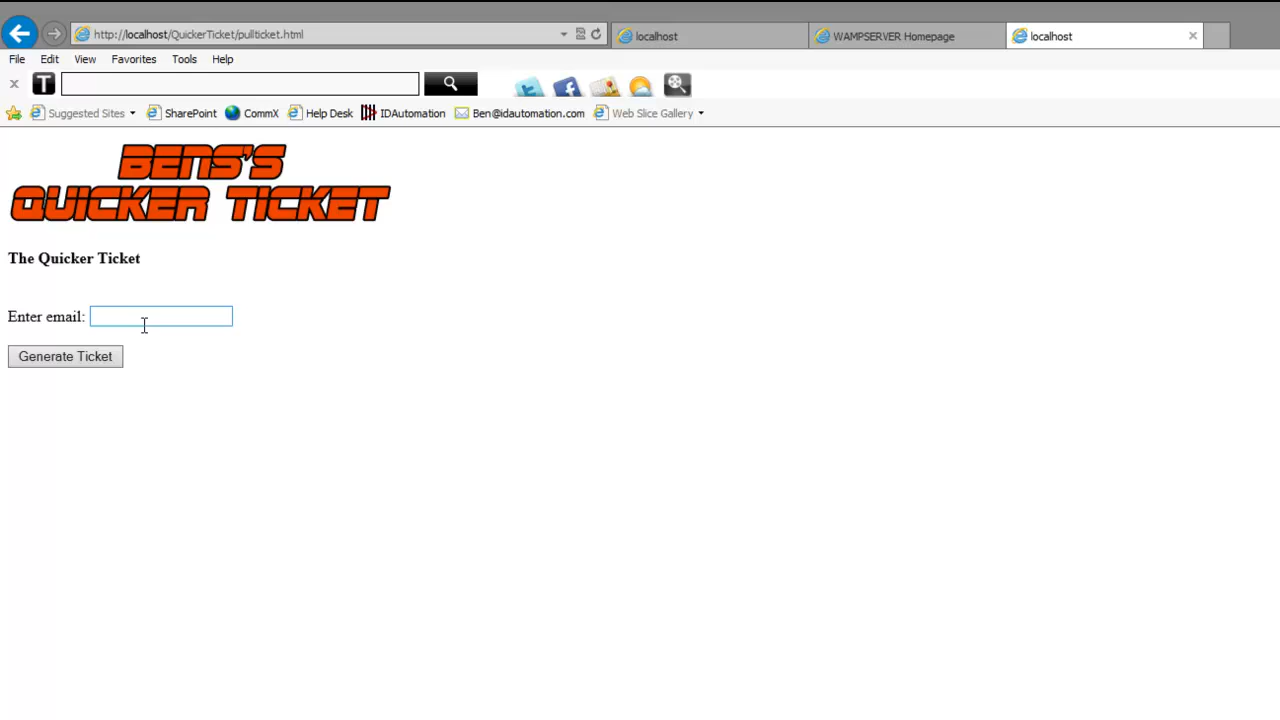 http://localhost/QuickerTicket/pullticket.html
localhost
WAMPSERVER Homepage
localhost
File Edit View Favorites Tools Help
T
Suggested Sites SharePoint CommX Help Desk IDAutomation Ben@idautomation.com Web Slice Gallery
BENS'S
QUICKER TICKET
The Quicker Ticket
Enter email:
Generate Ticket